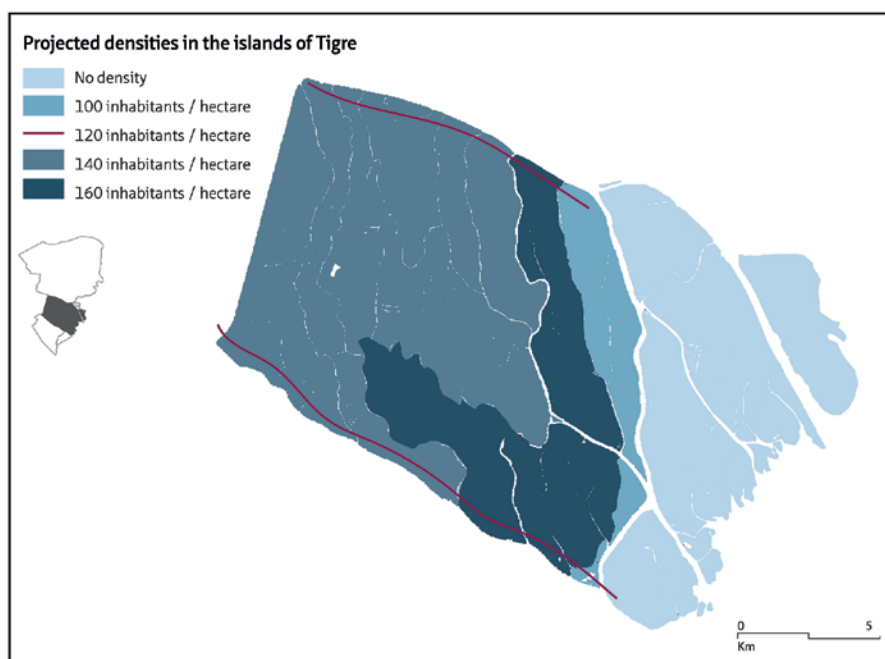 Projected densities in the islands of Tigre
No density
100 inhabitants / hectare
120 inhabitants / hectare
140 inhabitants / hectare
160 inhabitants / hectare
0 5
Km